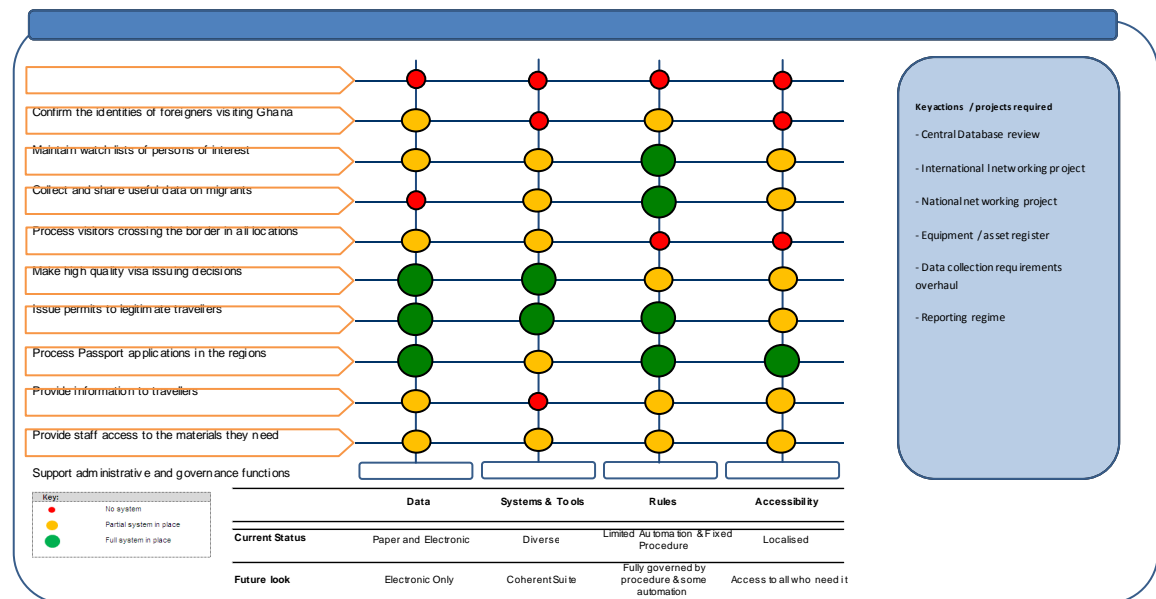 Confirm the identities of foreigners visiting Ghana
Maintain watch lists of persons of interest
Collect and share useful data on migrants
Process visitors crossing the border in all locations
Make high quality visa issuing decisions
Issue permits to legitimate travellers
Process Passport applications in the regions
Provide information to travellers
Provide staff access to the materials they need
Support administrative and governance functions
Key actions / projects required
- Central Database review
- International networking project
- National networking project
- Equipment / asset register
- Data collection requirements
overhaul
- Reporting regime
Key:
No system
Partial system in place
Full system in place
Data Systems & Tools Rules Accessibility
Current Status Paper and Electronic Diverse Limited Automation & Fixed Procedure Localised
Future look Electronic Only Coherent Suite Fully governed by procedure & some automation Access to all who need it